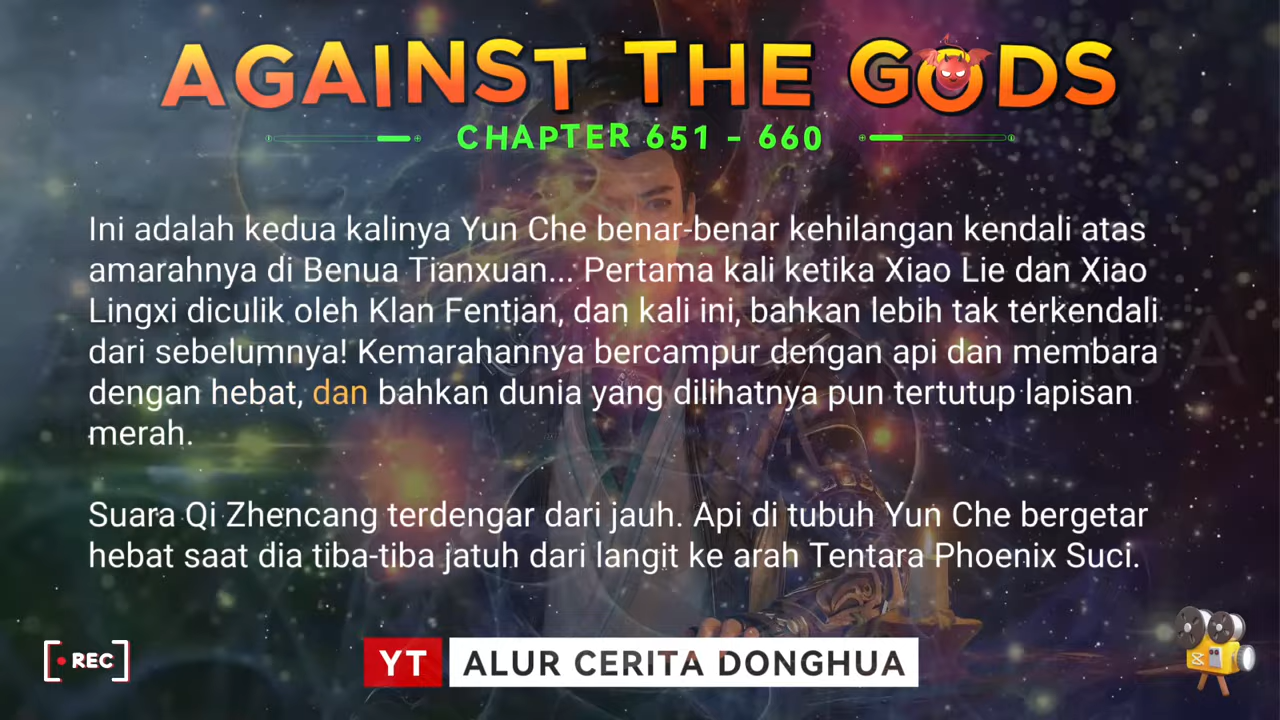 AGAINST THE GODS
CHAPTER 651 - 660
Ini adalah kedua kalinya Yun Che benar-benar kehilangan kendali atas
amarahnya di Benua Tianxuan... Pertama kali ketika Xiao Lie dan Xiao
Lingxi diculik oleh Klan Fentian, dan kali ini, bahkan lebih tak terkendali
dari sebelumnya! Kemarahannya bercampur dengan api dan membara
dengan hebat, dan bahkan dunia yang dilihatnya pun tertutup lapisan
merah.
Suara Qi Zhencang terdengar dari jauh. Api di tubuh Yun Che bergetar
hebat saat dia tiba-tiba jatuh dari langit ke arah Tentara Phoenix Suci.
REC
YT ALUR CERITA DONGHUA